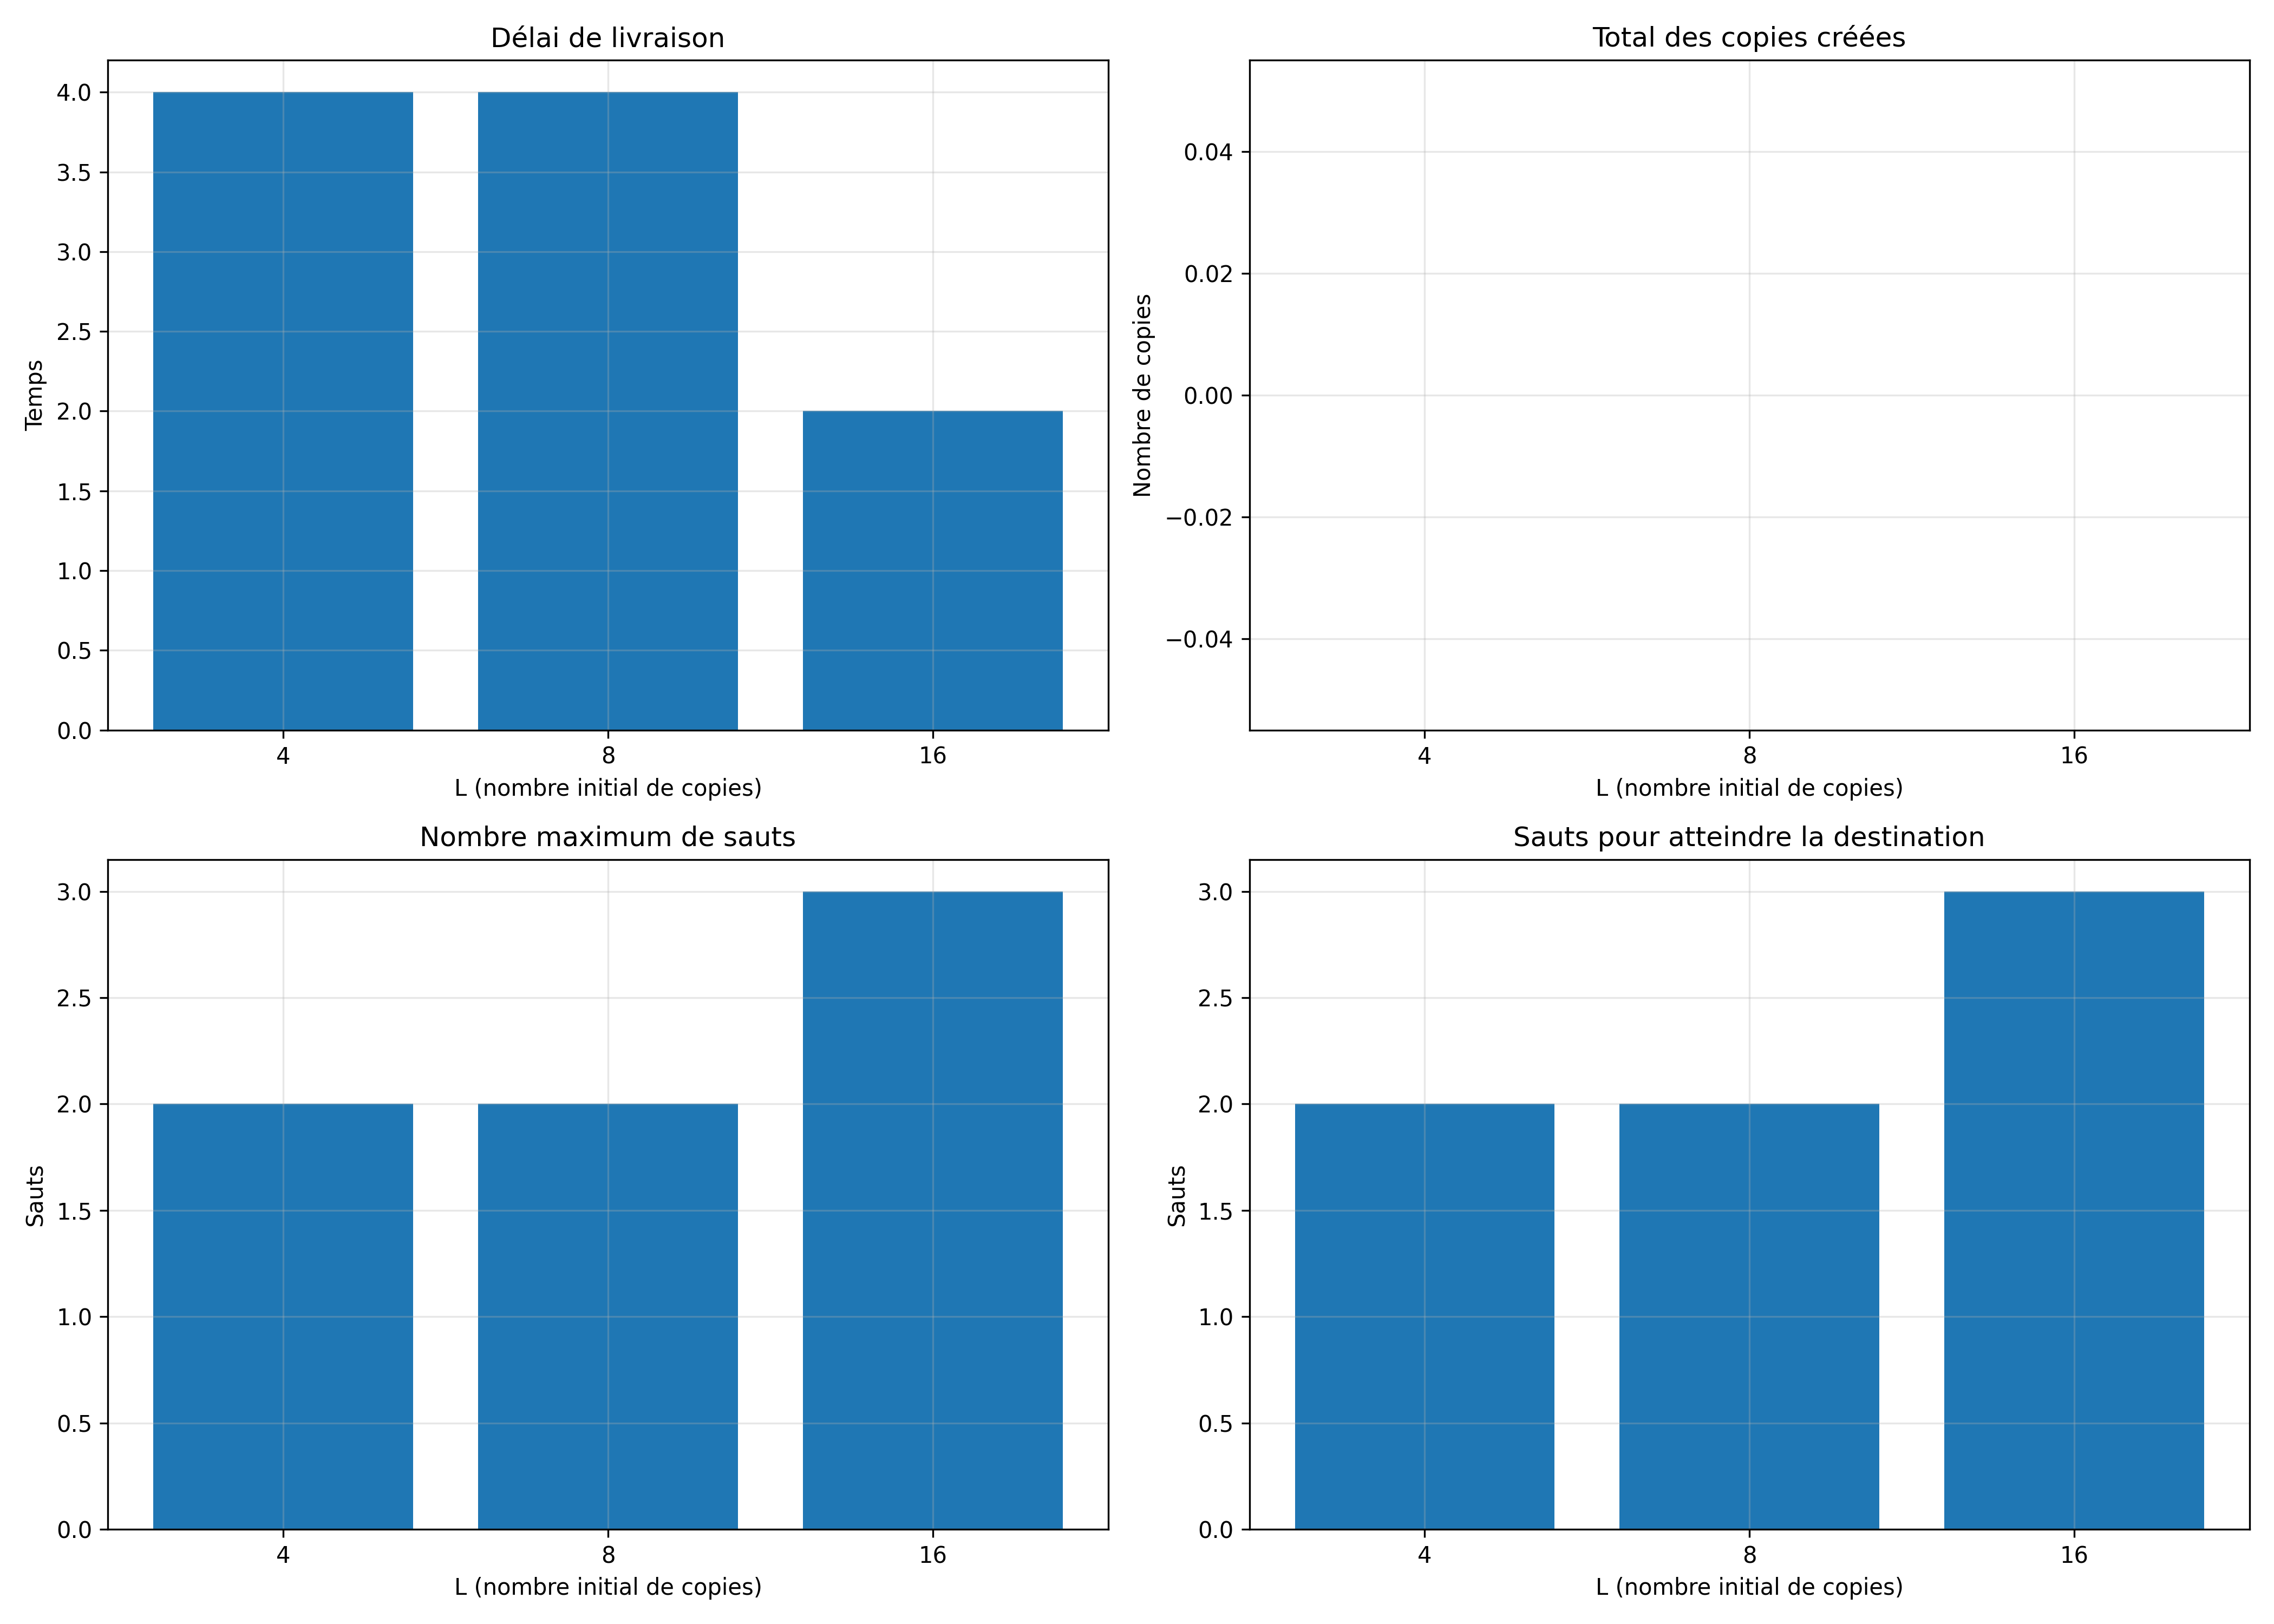 Délai de livraison
4.0
3.5
3.0
2.5
2.0
1.5
1.0
0.5
0.0
Temps
4 8 16
L (nombre initial de copies)
Total des copies créées
0.04
0.02
0.00
−0.02
−0.04
Nombre de copies
4 8 16
L (nombre initial de copies)
Nombre maximum de sauts
3.0
2.5
2.0
1.5
1.0
0.5
0.0
Sauts
4 8 16
L (nombre initial de copies)
Sauts pour atteindre la destination
3.0
2.5
2.0
1.5
1.0
0.5
0.0
Sauts
4 8 16
L (nombre initial de copies)